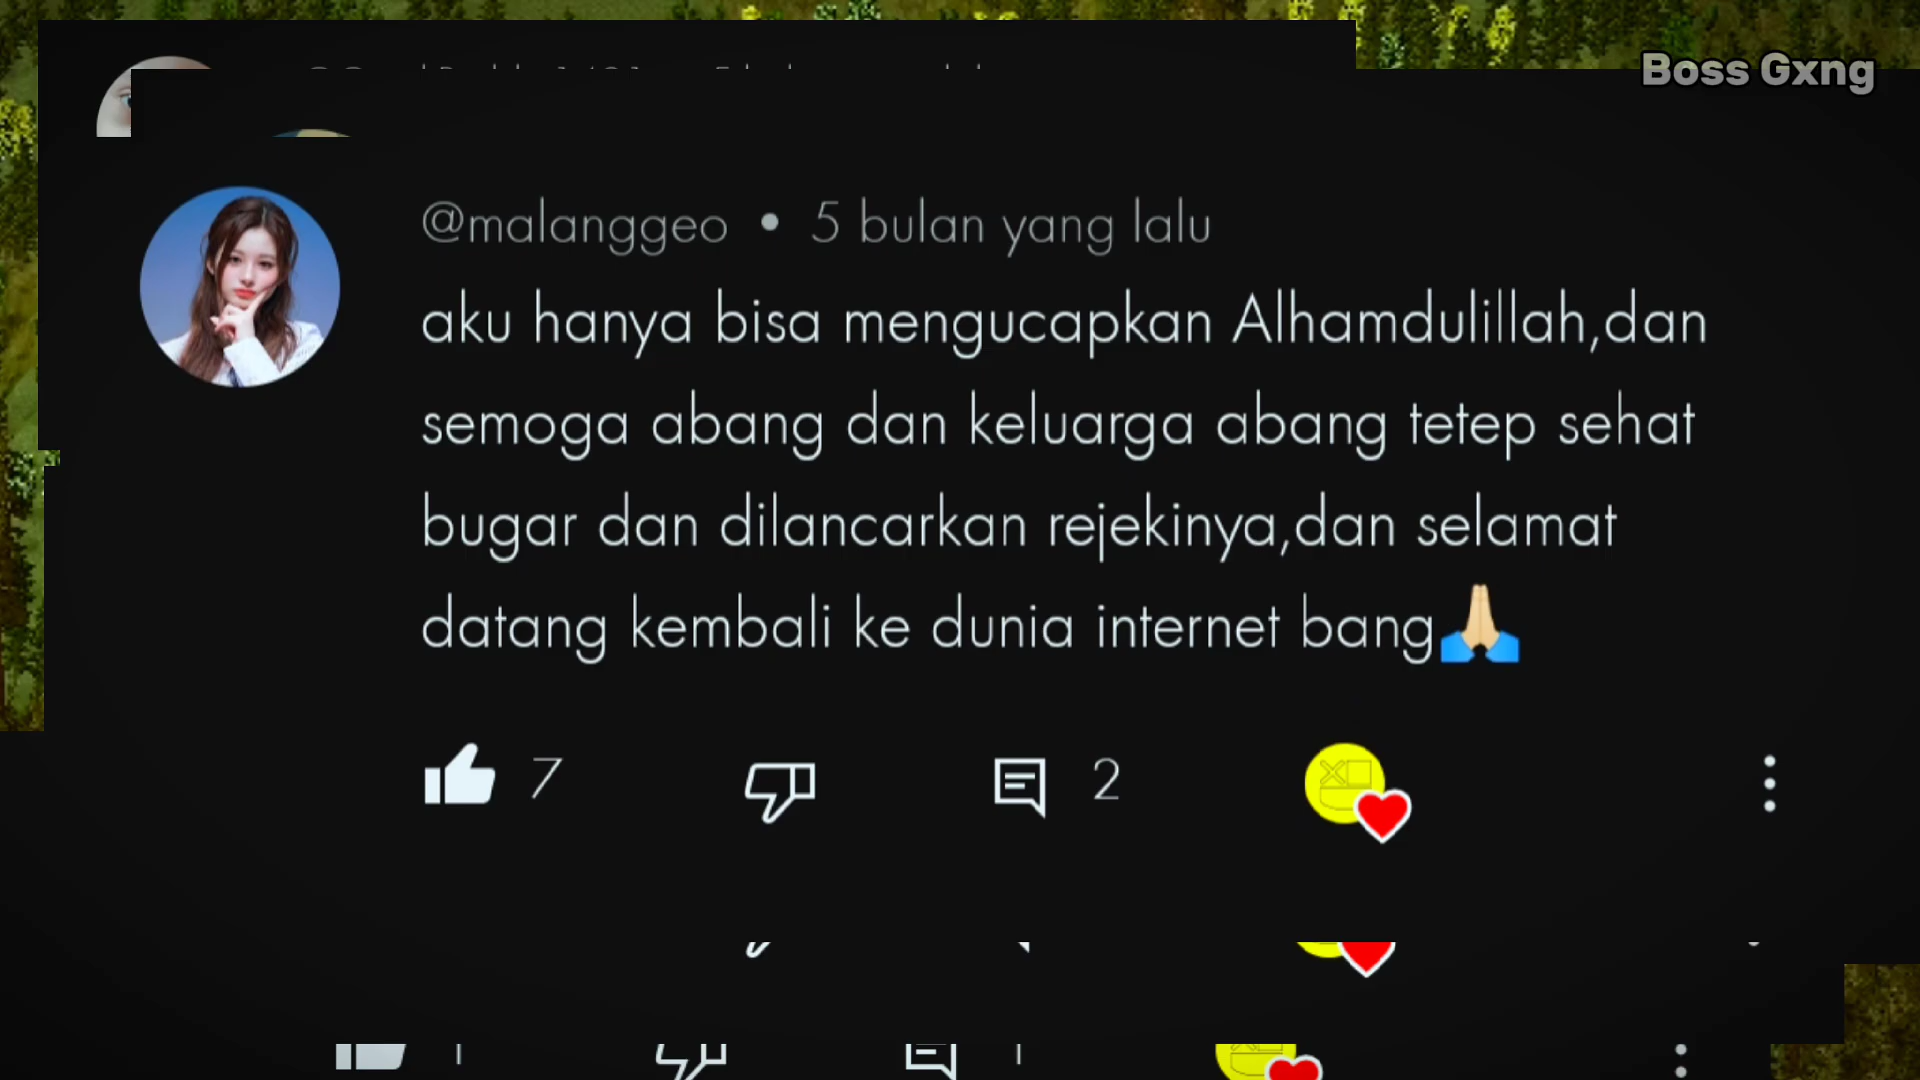 Boss Gxng
@malanggeo • 5 bulan yang lalu
aku hanya bisa mengucapkan Alhamdulillah,dan
semoga abang dan keluarga abang tetep sehat
bugar dan dilancarkan rejekinya,dan selamat
datang kembali ke dunia internet bang🙏🏼
7
2